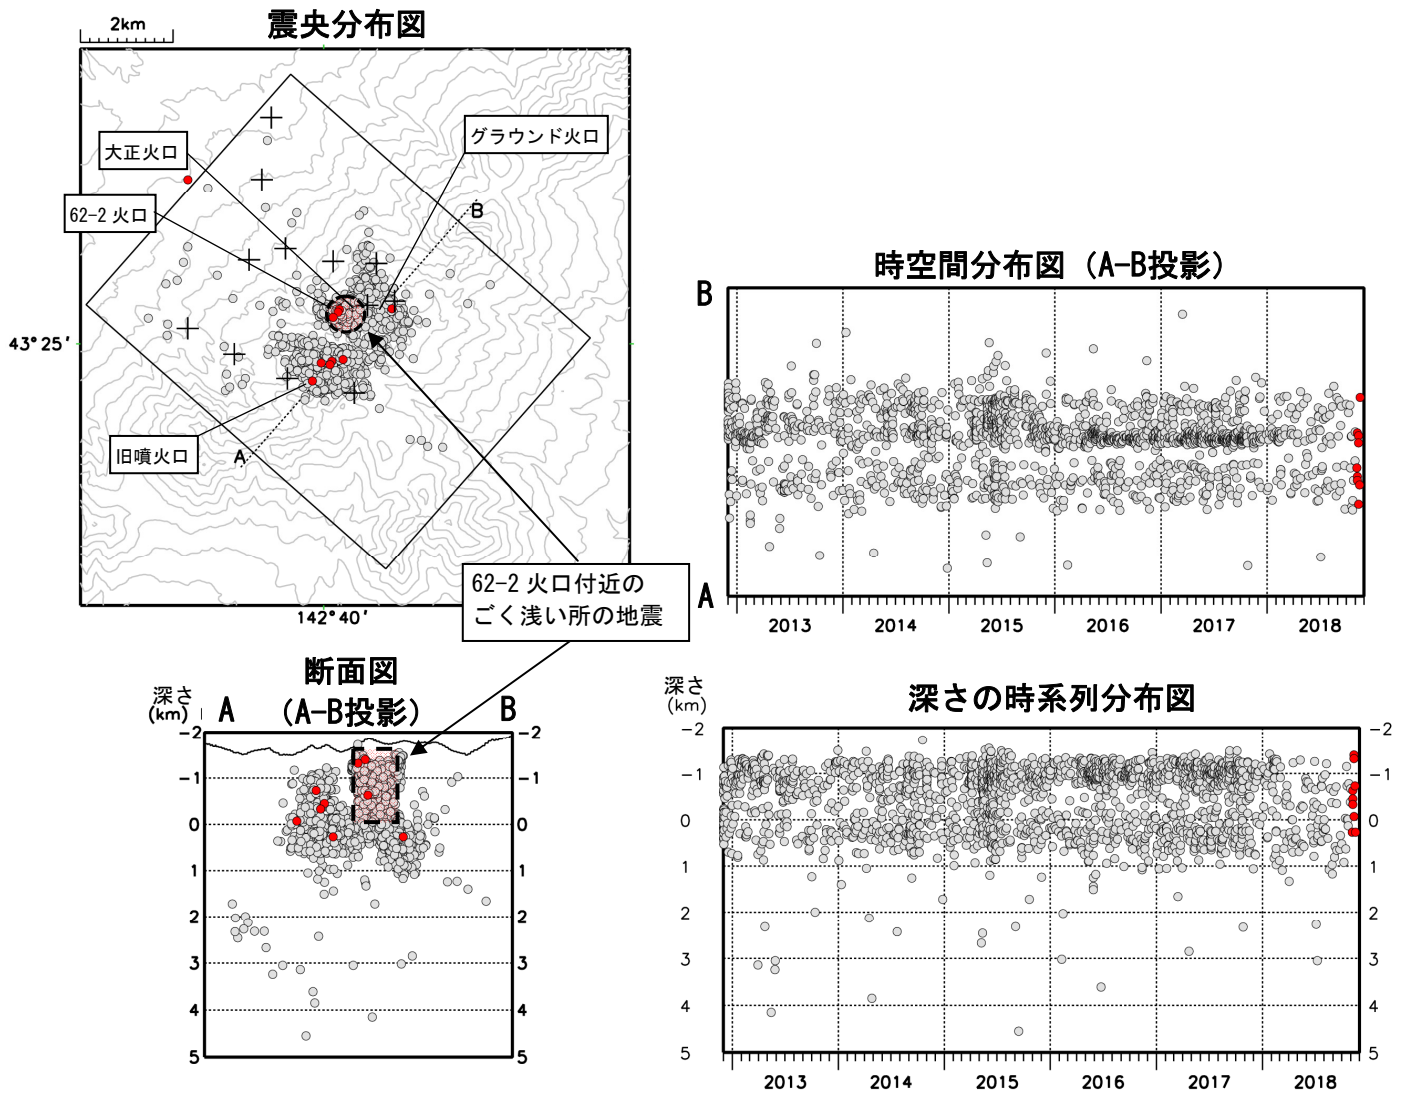 2km
震央分布図
大正火口
グラウンド火口
62-2 火口
B
43°25′
旧噴火口
A
142°40′
62-2 火口付近の
ごく浅い所の地震
時空間分布図（A-B投影）
B
A
2013 2014 2015 2016 2017 2018
断面図
（A-B投影）
深さ
(km)
A
B
-2 -2
-1 -1
0 0
1 1
2 2
3 3
4 4
5 5
深さの時系列分布図
深さ
(km)
-2 -2
-1 -1
0 0
1 1
2 2
3 3
4 4
5 5
2013 2014 2015 2016 2017 2018